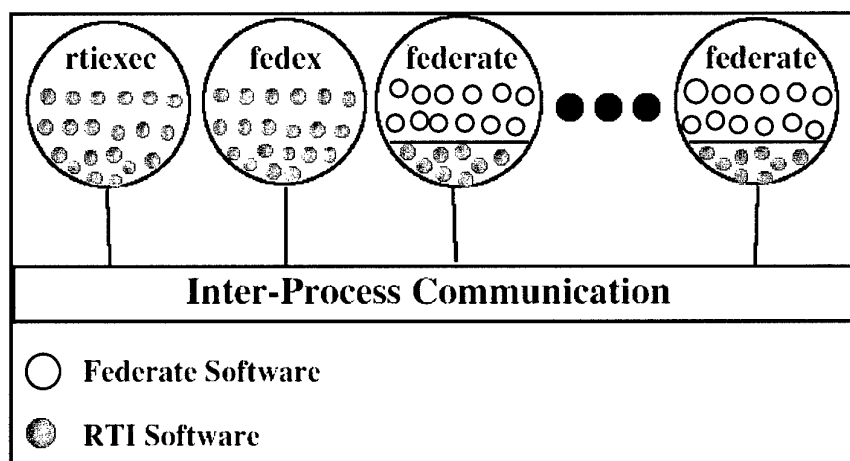 rtiexec fedex federate federate
Inter-Process Communication
Federate Software
RTI Software